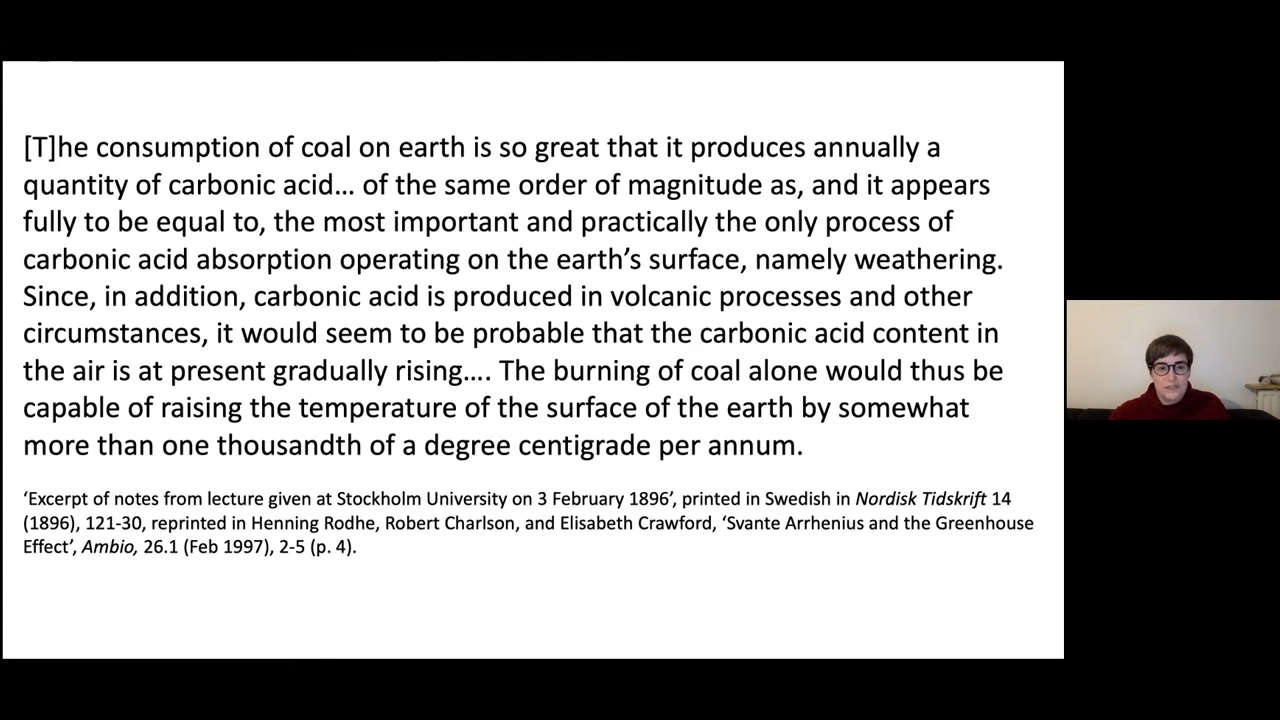 [T]he consumption of coal on earth is so great that it produces annually a
quantity of carbonic acid… of the same order of magnitude as, and it appears
fully to be equal to, the most important and practically the only process of
carbonic acid absorption operating on the earth’s surface, namely weathering.
Since, in addition, carbonic acid is produced in volcanic processes and other
circumstances, it would seem to be probable that the carbonic acid content in
the air is at present gradually rising…. The burning of coal alone would thus be
capable of raising the temperature of the surface of the earth by somewhat
more than one thousandth of a degree centigrade per annum.
‘Excerpt of notes from lecture given at Stockholm University on 3 February 1896’, printed in Swedish in Nordisk Tidskrift 14
(1896), 121-30, reprinted in Henning Rodhe, Robert Charlson, and Elisabeth Crawford, ‘Svante Arrhenius and the Greenhouse
Effect’, Ambio, 26.1 (Feb 1997), 2-5 (p. 4).